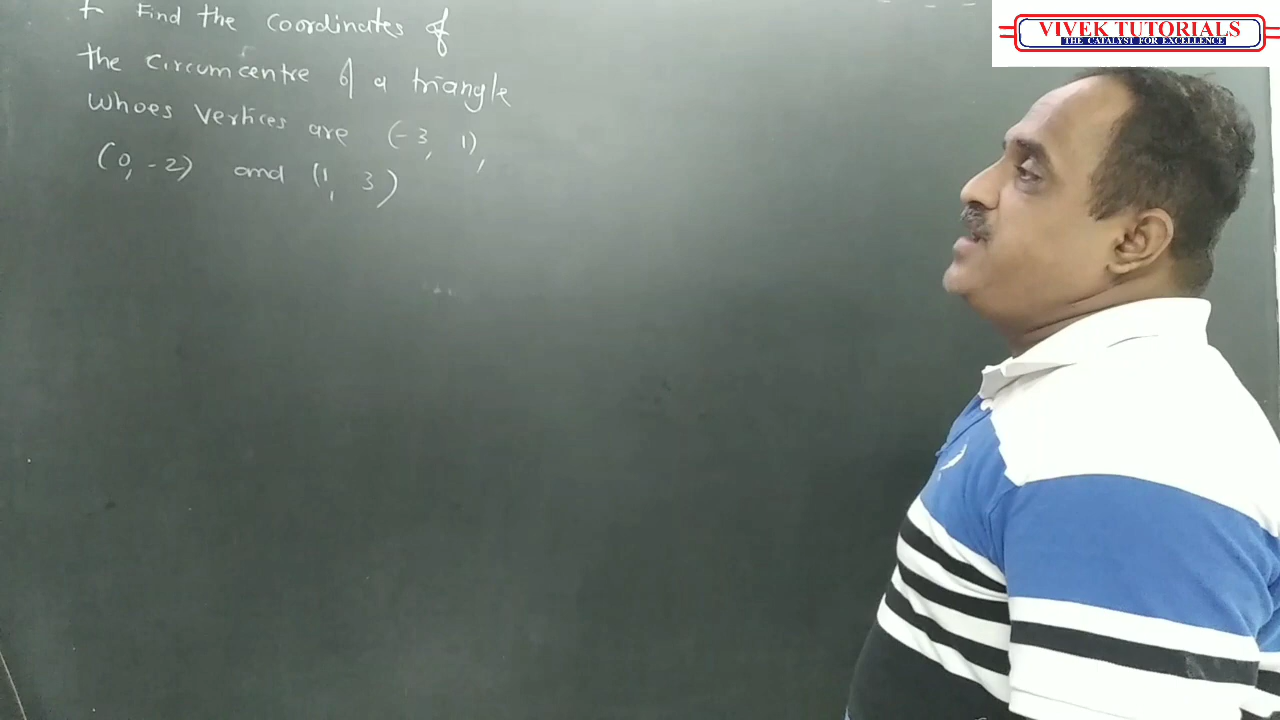 Find the coordinates of
the circumcentre of a triangle
whoes vertices are (-3, 1),
(0, -2) and (1, 3)
VIVEK TUTORIALS
THE CATALYST FOR EXCELLENCE